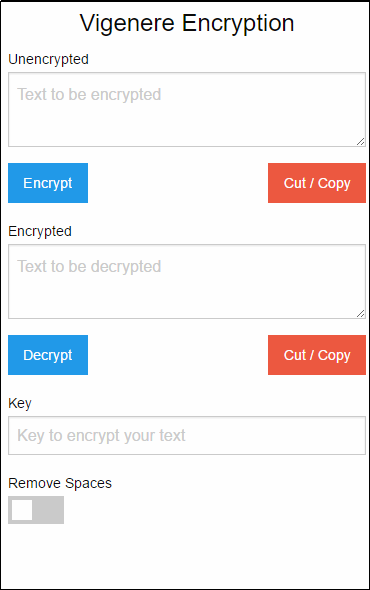 Vigenere Encryption
Unencrypted
Text to be encrypted
Encrypt Cut / Copy
Encrypted
Text to be decrypted
Decrypt Cut / Copy
Key
Key to encrypt your text
Remove Spaces